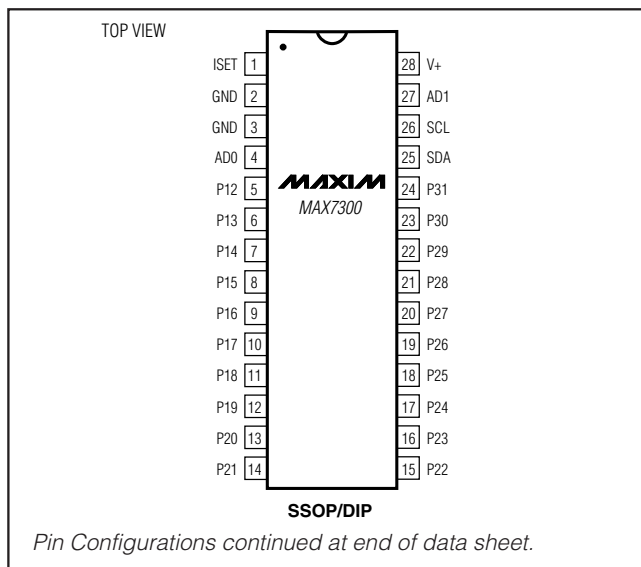 TOP VIEW
ISET 1 28 V+
GND 2 27 AD1
GND 3 26 SCL
AD0 4 25 SDA
MAXIM
P12 5 24 P31
MAX7300
P13 6 23 P30
P14 7 22 P29
P15 8 21 P28
P16 9 20 P27
P17 10 19 P26
P18 11 18 P25
P19 12 17 P24
P20 13 16 P23
P21 14 15 P22
SSOP/DIP
Pin Configurations continued at end of data sheet.